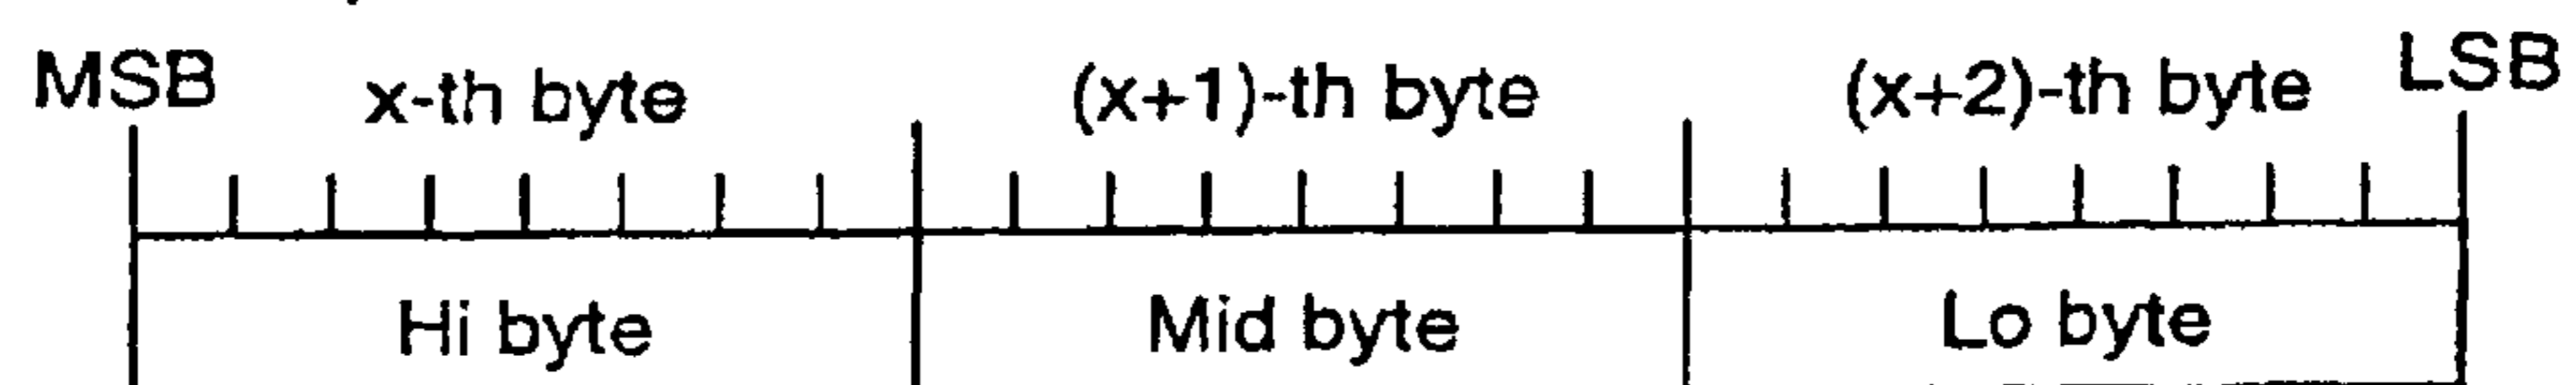 MSB x-th byte (x+1)-th byte (x+2)-th byte LSB
Hi byte Mid byte Lo byte